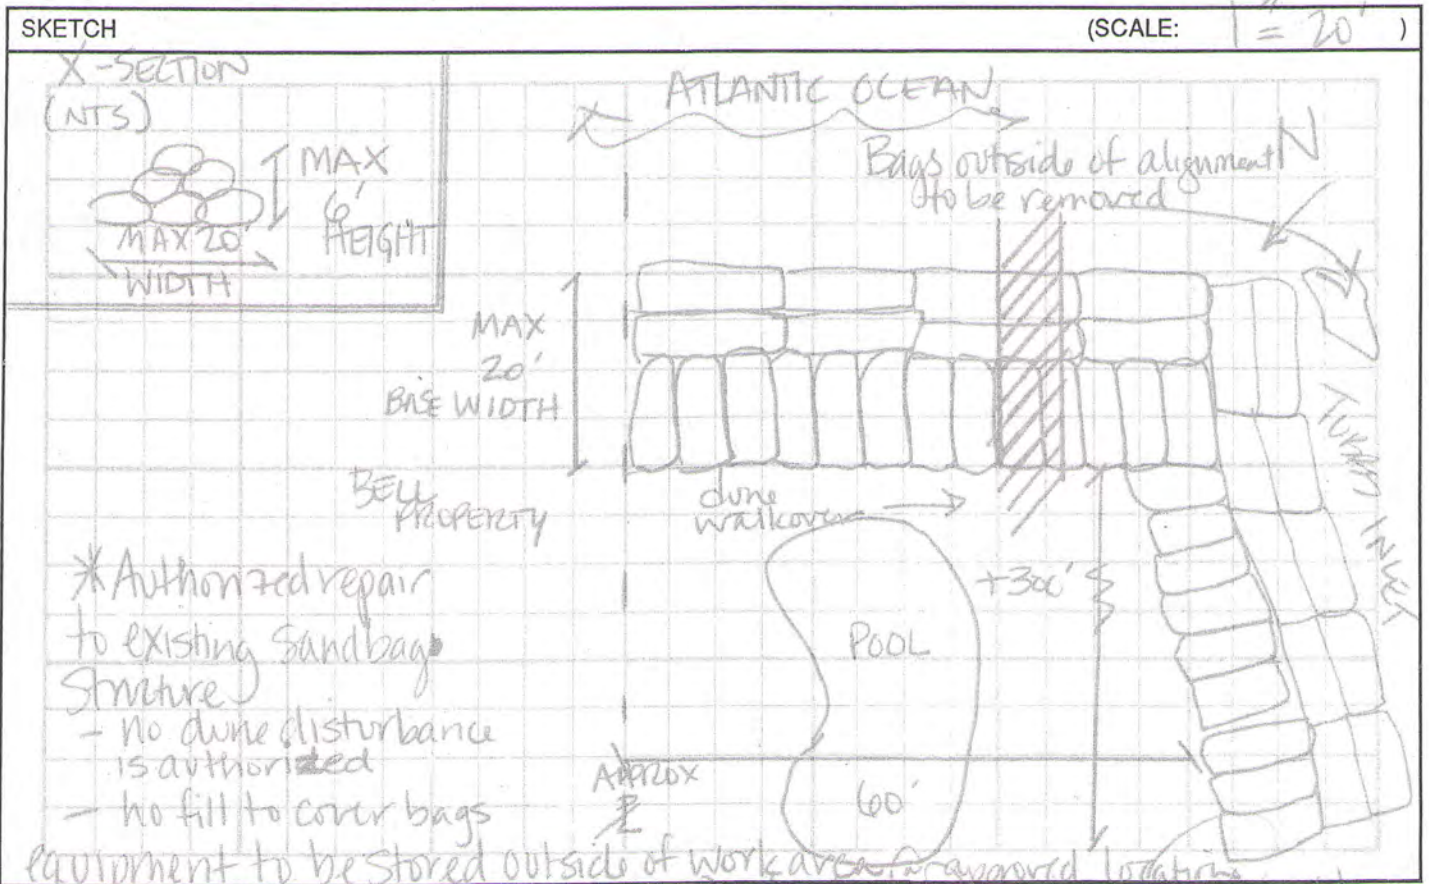 SKETCH (SCALE: 1" = 20' )
X-SECTION
(NTS)
MAX
6'
HEIGHT
MAX 20'
WIDTH
ATLANTIC OCEAN
N
Bags outside of alignment
to be removed
MAX
20'
BASE WIDTH
BELL
PROPERTY
dune
walkover
+300'
POOL
60'
APPROX
INLET
* Authorized repair
to existing sandbag
Structure
- no dune disturbance
is authorized
- no fill to cover bags
equipment to be stored outside of work area approved locations